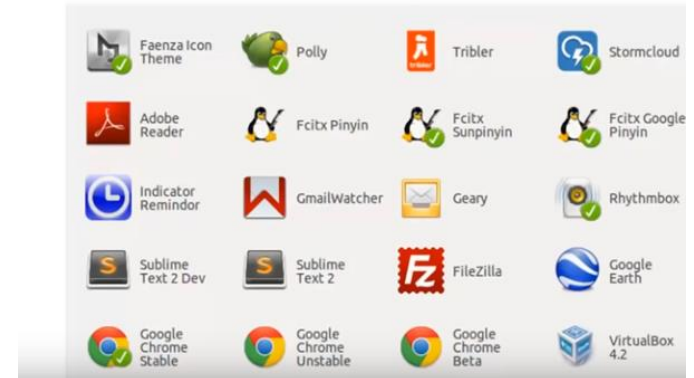 Faenza Icon
Theme
Polly
Tribler
Stormcloud
Adobe
Reader
Fcitx Pinyin
Fcitx
Sunpinyin
Fcitx Google
Pinyin
Indicator
Remindor
GmailWatcher
Geary
Rhythmbox
Sublime
Text 2 Dev
Sublime
Text 2
FileZilla
Google
Earth
Google
Chrome
Stable
Google
Chrome
Unstable
Google
Chrome
Beta
VirtualBox
4.2